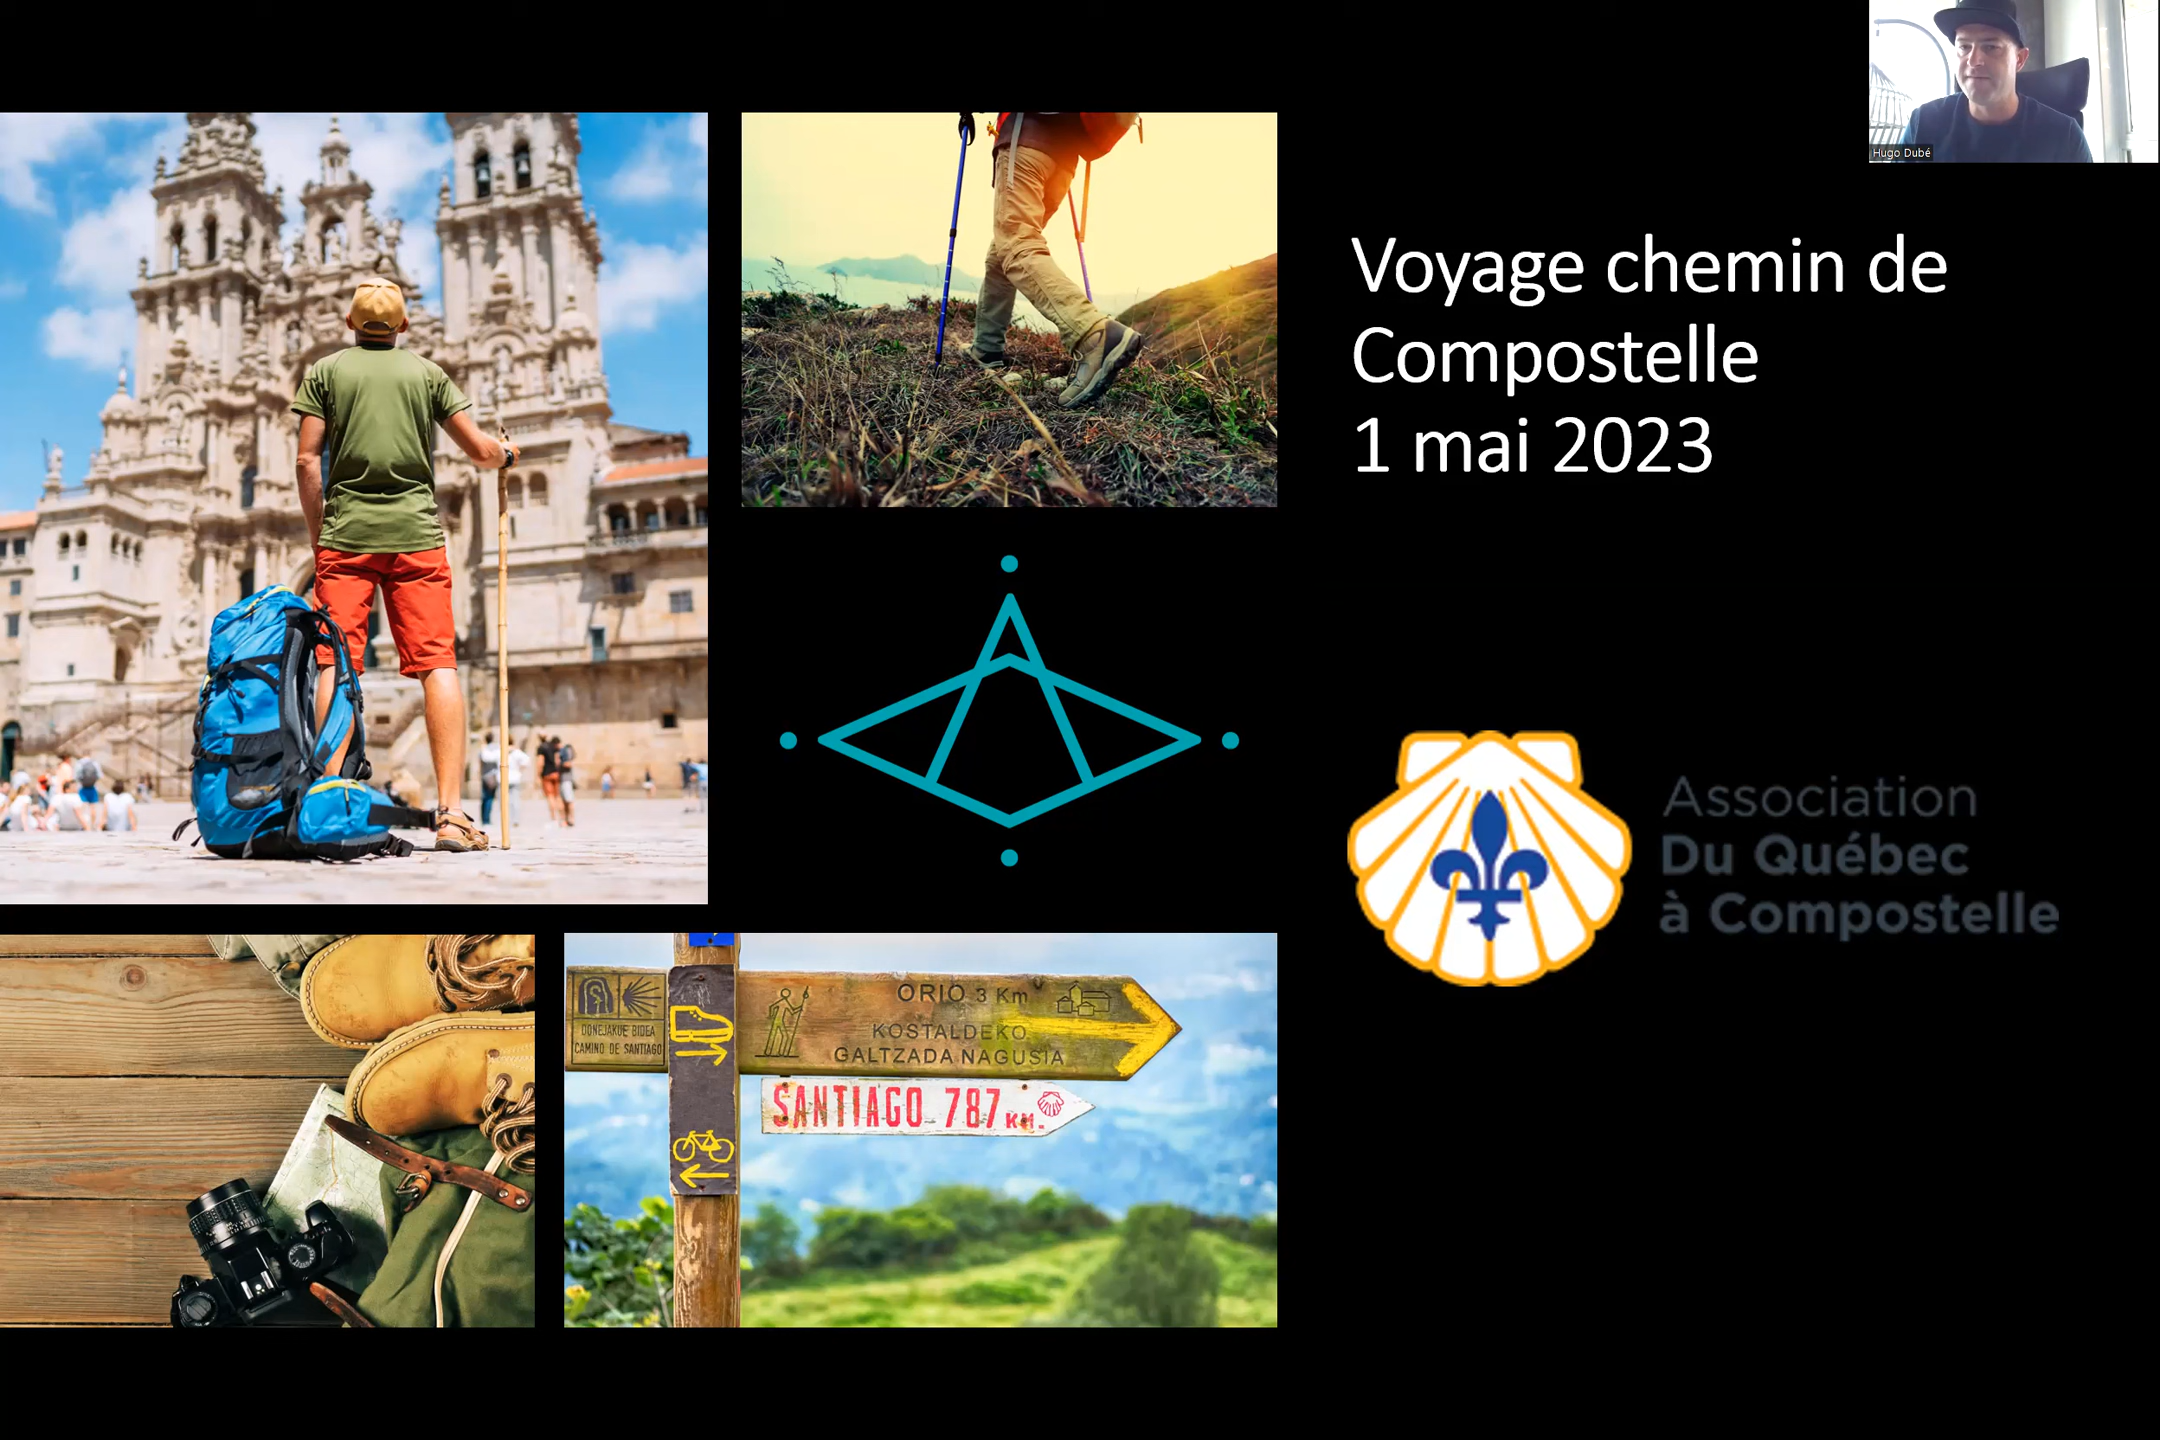 Hugo Dubé
Voyage chemin de
Compostelle
1 mai 2023
Association
Du Québec
à Compostelle
ORIO 3 Km
KOSTALDEKO
GALTZADA NAGUSIA
DONEJAKUE BIDEA
CAMINO DE SANTIAGO
SANTIAGO 787 KM.